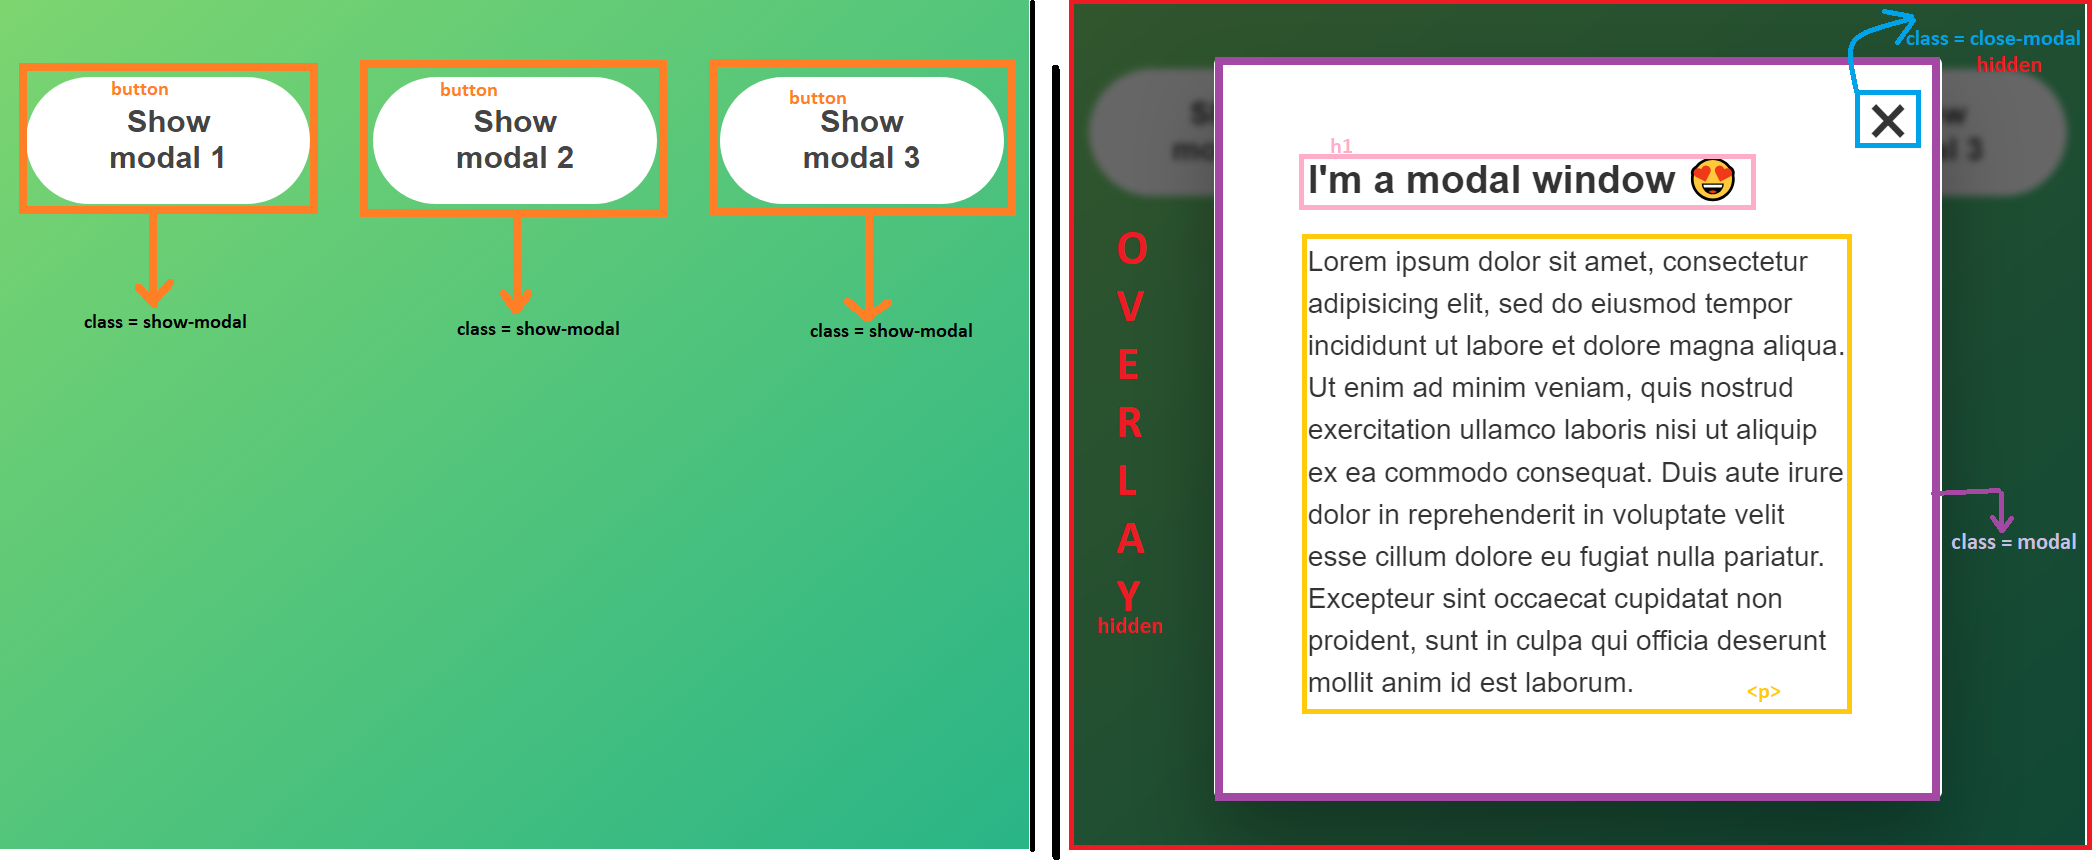 button
Show
modal 1
class = show-modal
button
Show
modal 2
class = show-modal
button
Show
modal 3
class = show-modal
class = close-modal
hidden
h1
I'm a modal window 😍
Lorem ipsum dolor sit amet, consectetur
adipisicing elit, sed do eiusmod tempor
incididunt ut labore et dolore magna aliqua.
Ut enim ad minim veniam, quis nostrud
exercitation ullamco laboris nisi ut aliquip
ex ea commodo consequat. Duis aute irure
dolor in reprehenderit in voluptate velit
esse cillum dolore eu fugiat nulla pariatur.
Excepteur sint occaecat cupidatat non
proident, sunt in culpa qui officia deserunt
mollit anim id est laborum.
<p>
O
V
E
R
L
A
Y
hidden
class = modal